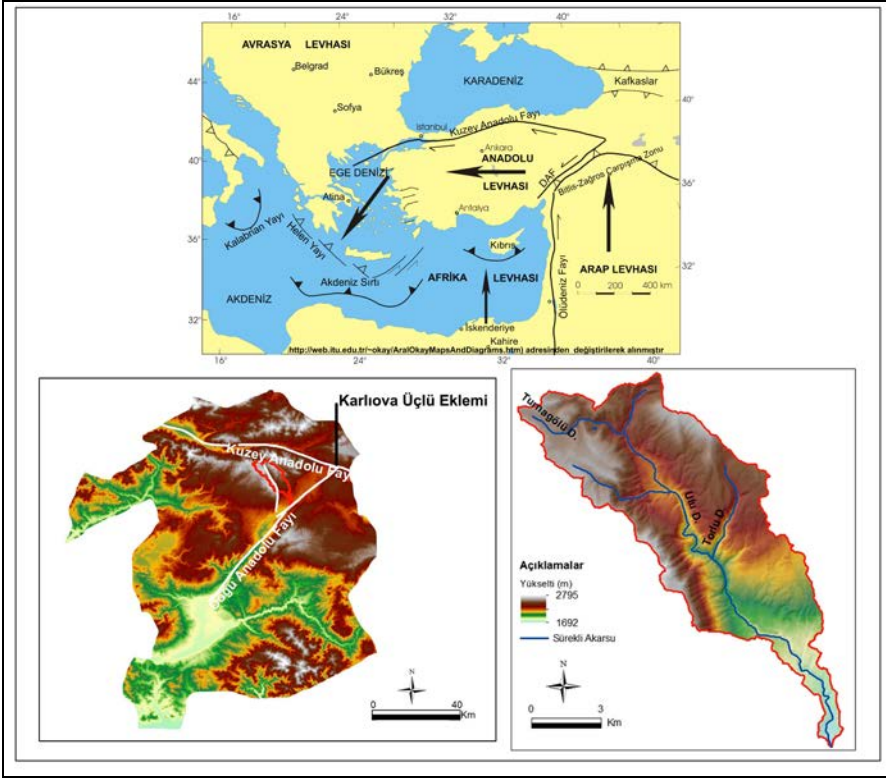 16° 24° 32° 40°
AVRASYA LEVHASI
Belgrad
Bükreş
KARADENİZ
Kafkaslar
44°
40°
Sofya
İstanbul
Kuzey Anadolu Fayı
Ankara
ANADOLU
LEVHASI
40°
EGE DENİZİ
DAF
Bitlis-Zağros Çarpışma Zonu
36°
Atina
Antalya
Kalabrian Yayı
Helen Yayı
36°
Kıbrıs
Akdeniz Sırtı
AFRİKA LEVHASI
ARAP LEVHASI
32°
0 200 400 km
AKDENİZ
Ölüdeniz Fayı
32°
İskenderiye
Kahire
http://web.itu.edu.tr/~okay/AralOkayMapsAndDiagrams.htm) adresinden değiştirilerek alınmıştır
16° 24° 32° 40°
Karlıova Üçlü Eklemi
Kuzey Anadolu Fayı
Doğu Anadolu Fayı
N
0 40
Km
Turnagölü D.
Ulu D.
Torlu D.
Açıklamalar
Yükselti (m)
2795
1692
Sürekli Akarsu
N
0 3
Km